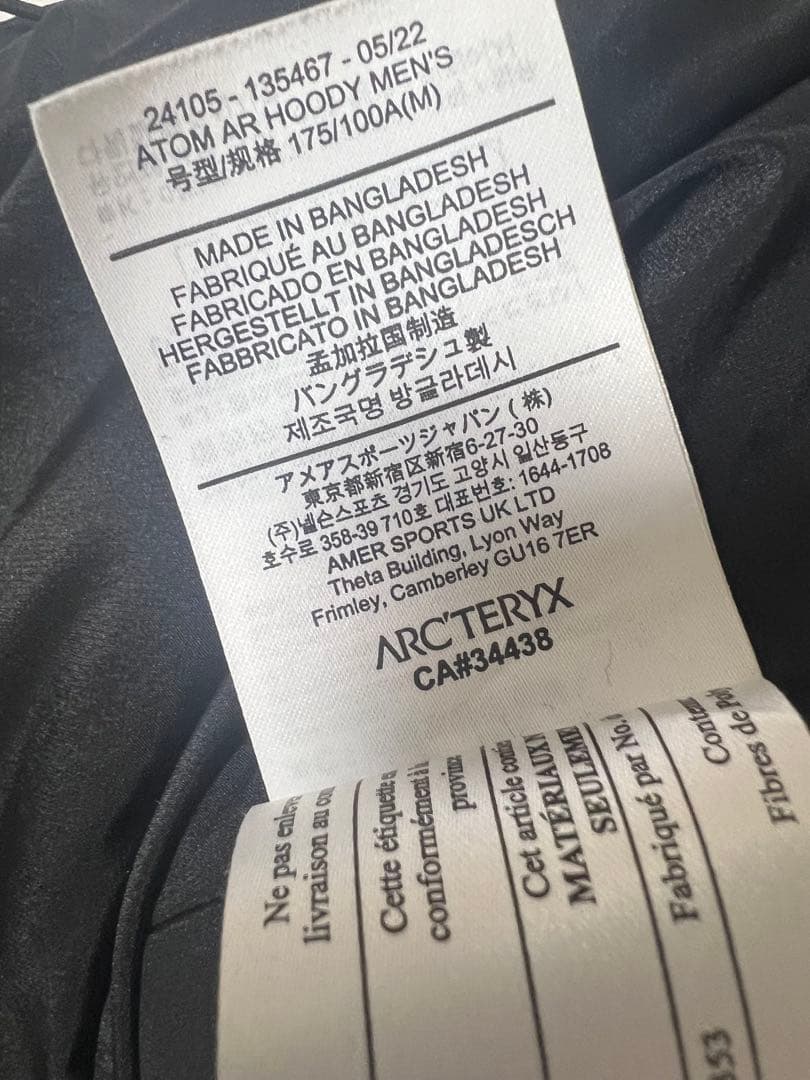 24105 - 135467 - 05/22
ATOM AR HOODY MEN'S
号型/规格 175/100A(M)
MADE IN BANGLADESH
FABRIQUÉ AU BANGLADESH
FABRICADO EN BANGLADESH
HERGESTELLT IN BANGLADESCH
FABBRICATO IN BANGLADESH
孟加拉国制造
バングラデシュ製
제조국명 방글라데시
アメアスポーツジャパン (株)
東京都新宿区新宿6-27-30
(주)넬슨스포츠 경기도 고양시 일산동구
호수로 358-39 710호 대표번호: 1644-1708
AMER SPORTS UK LTD
Theta Building, Lyon Way
Frimley, Camberley GU16 7ER
ARC'TERYX
CA#34438
Ne pas
livraison au
Cette étiquette
conformément à
Cet article
MATÉRIAUX
Fabriqué par No.
Fibres de
353